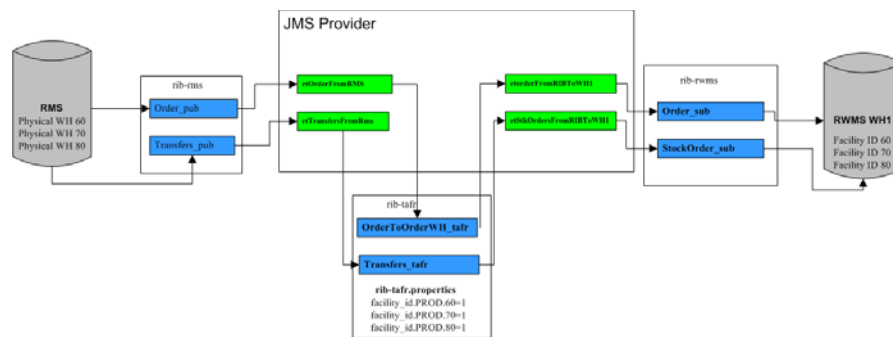 JMS Provider
RMS
Physical WH 60
Physical WH 70
Physical WH 80
rib-rms
Order_pub
Transfers_pub
etOrderFromRMS
etTransfersFromRms
etorderFromRIBToWH1
etStkOrdersFromRIBToWH1
rib-rwms
Order_sub
StockOrder_sub
RWMS WH1
Facility ID 60
Facility ID 70
Facility ID 80
rib-tafr
OrderToOrderWH_tafr
Transfers_tafr
rib-tafr.properties
facility_id.PROD.60=1
facility_id.PROD.70=1
facility_id.PROD.80=1